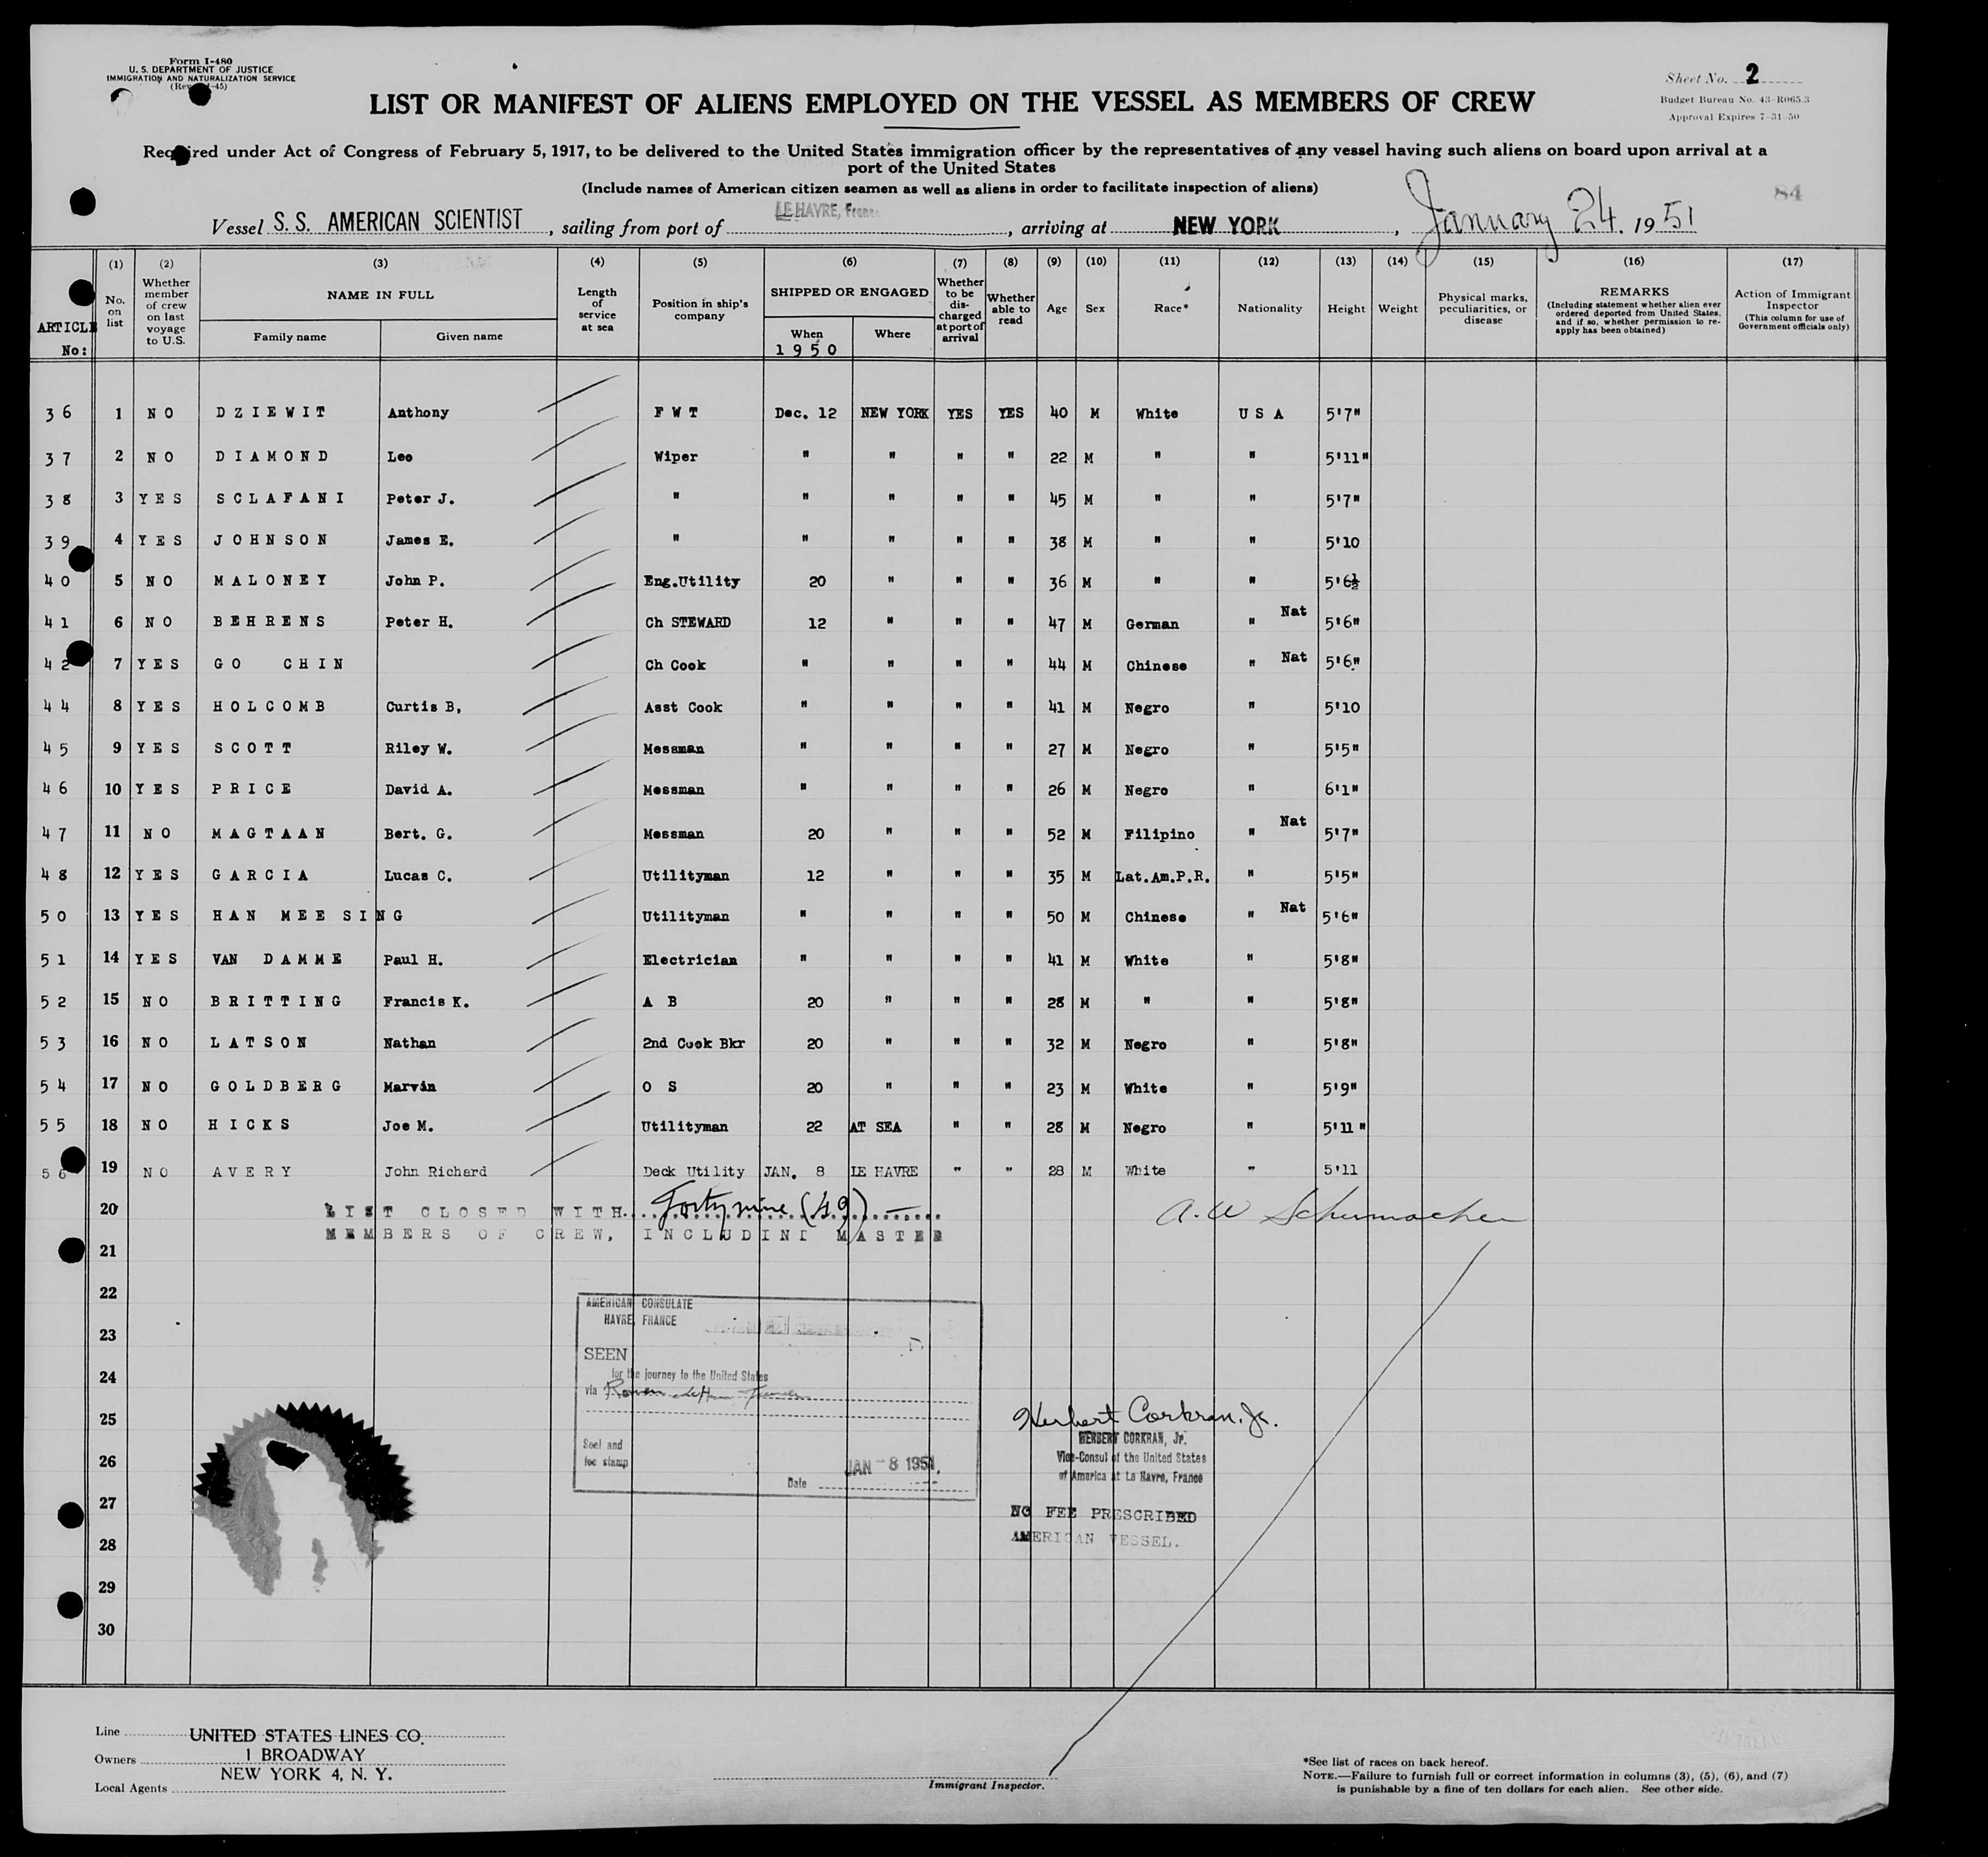 Form I-480
U. S. DEPARTMENT OF JUSTICE
IMMIGRATION AND NATURALIZATION SERVICE
Sheet No. 2
Budget Bureau No. 43-R065.3
Approval Expires 7-31-50
LIST OR MANIFEST OF ALIENS EMPLOYED ON THE VESSEL AS MEMBERS OF CREW
Required under Act of Congress of February 5, 1917, to be delivered to the United States immigration officer by the representatives of any vessel having such aliens on board upon arrival at a
port of the United States
(Include names of American citizen seamen as well as aliens in order to facilitate inspection of aliens)
84
Vessel S. S. AMERICAN SCIENTIST, sailing from port of LE HAVRE, France, arriving at NEW YORK, January 24, 1951
(1) (2) (3) (4) (5) (6) (7) (8) (9) (10) (11) (12) (13) (14) (15) (16) (17)
ARTICLE No: No. on list Whether member of crew on last voyage to U.S. NAME IN FULL Family name Given name Length of service at sea Position in ship's company SHIPPED OR ENGAGED When 1950 Where Whether to be discharged at port of arrival Whether able to read Age Sex Race* Nationality Height Weight Physical marks, peculiarities, or disease REMARKS (Including statement whether alien ever ordered deported from United States, and if so, whether permission to reapply has been obtained) Action of Immigrant Inspector (This column for use of Government officials only)
36 1 NO DZIEWIT Anthony F W T Dec. 12 NEW YORK YES YES 40 M White U S A 5'7"
37 2 NO DIAMOND Leo Wiper " " " " 22 M " " 5'11"
38 3 YES SCLAFANI Peter J. " " " " " 45 M " " 5'7"
39 4 YES JOHNSON James E. " " " " " 38 M " " 5'10
40 5 NO MALONEY John P. Eng.Utility 20 " " " 36 M " " 5'6½
41 6 NO BEHRENS Peter H. Ch STEWARD 12 " " " 47 M German " Nat 5'6"
42 7 YES GO CHIN Ch Cook " " " " 44 M Chinese " Nat 5'6"
44 8 YES HOLCOMB Curtis B, Asst Cook " " " " 41 M Negro " 5'10
45 9 YES SCOTT Riley W. Messman " " " " 27 M Negro " 5'5"
46 10 YES PRICE David A. Messman " " " " 26 M Negro " 6'1"
47 11 NO MAGTAAN Bert. G. Messman 20 " " " 52 M Filipino " Nat 5'7"
48 12 YES GARCIA Lucas C. Utilityman 12 " " " 35 M Lat.Am.P.R. " 5'5"
50 13 YES HAN MEE SING Utilityman " " " " 50 M Chinese " Nat 5'6"
51 14 YES VAN DAMME Paul H. Electrician " " " " 41 M White " 5'8"
52 15 NO BRITTING Francis K. A B 20 " " " 28 M " " 5'8"
53 16 NO LATSON Nathan 2nd Cook Bkr 20 " " " 32 M Negro " 5'8"
54 17 NO GOLDBERG Marvin O S 20 " " " 23 M White " 5'9"
55 18 NO HICKS Joe M. Utilityman 22 AT SEA " " 28 M Negro " 5'11"
56 19 NO AVERY John Richard Deck Utility JAN. 8 LE HAVRE " " 28 M White " 5'11
20 LIST CLOSED WITH Forty nine (49) A. W Schumacher
MEMBERS OF CREW, INCLUDING MASTER
21
22
AMERICAN CONSULATE
HAVRE, FRANCE
23
SEEN
for the journey to the United States
24
via Rouen
25
Herbert Corkran, Jr.
HERBERT CORKRAN, Jr.
Vice-Consul of the United States
of America at Le Havre, France
Seel and
fee stamp
26
Date JAN - 8 1951
27
NO FEE PRESCRIBED
28
AMERICAN VESSEL.
29
30
Line UNITED STATES LINES CO.
Owners 1 BROADWAY
NEW YORK 4, N. Y.
Local Agents
Immigrant Inspector.
*See list of races on back hereof.
NOTE.—Failure to furnish full or correct information in columns (3), (5), (6), and (7)
is punishable by a fine of ten dollars for each alien. See other side.